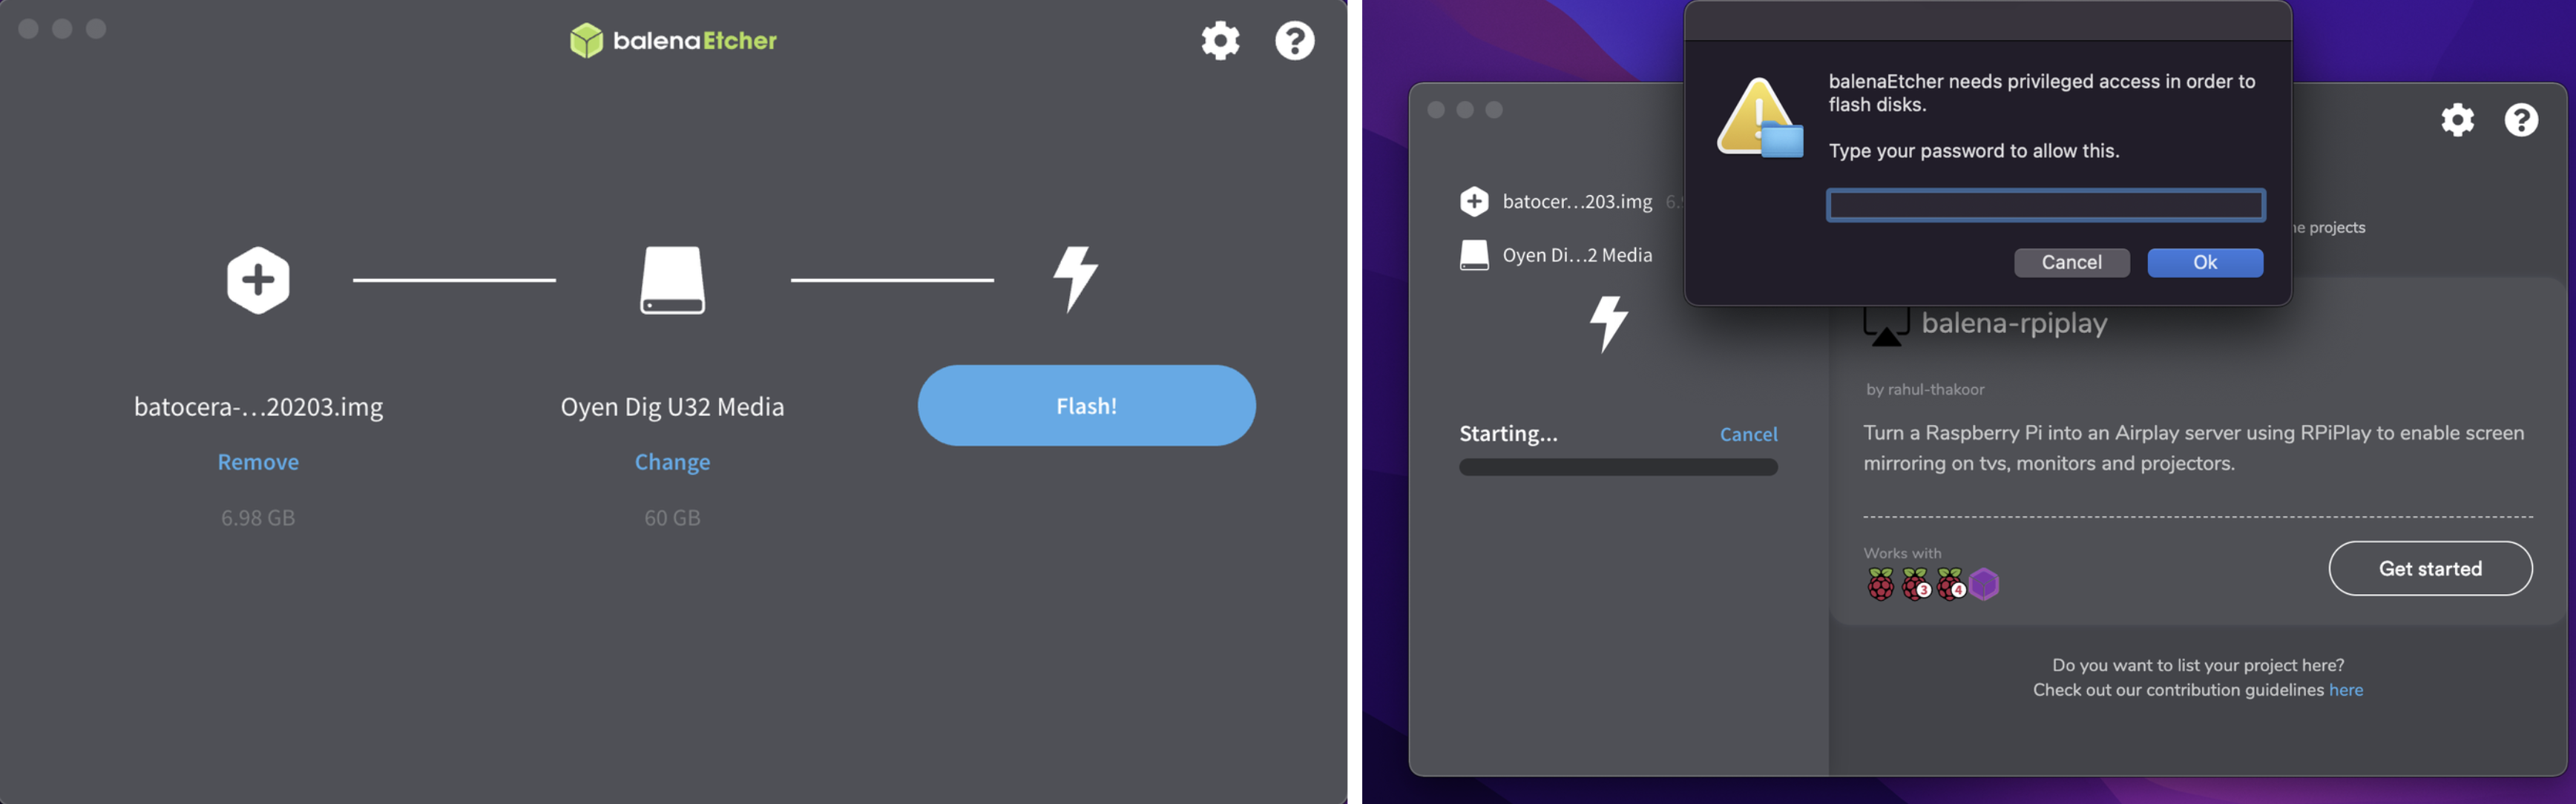 balenaEtcher
batocera-...20203.img
Oyen Dig U32 Media
Flash!
Remove
Change
6.98 GB
60 GB
balenaEtcher needs privileged access in order to
flash disks.
Type your password to allow this.
Cancel
Ok
batocer...203.img
Oyen Di...2 Media
projects
Starting...
Cancel
balena-rpiplay
by rahul-thakoor
Turn a Raspberry Pi into an Airplay server using RPiPlay to enable screen
mirroring on tvs, monitors and projectors.
Works with
3
4
Get started
Do you want to list your project here?
Check out our contribution guidelines here